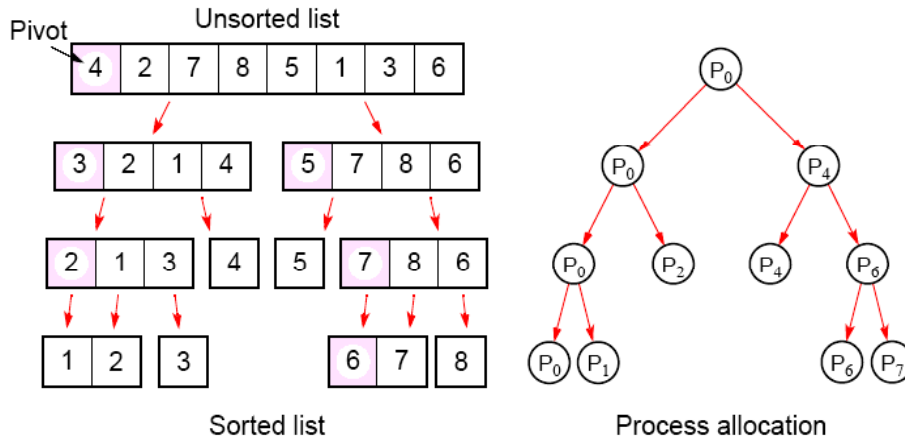 Unsorted list
Pivot
4 2 7 8 5 1 3 6
3 2 1 4 5 7 8 6
2 1 3 4 5 7 8 6
1 2 3 6 7 8
Sorted list
P0
P0 P4
P0 P2 P4 P6
P0 P1 P6 P7
Process allocation